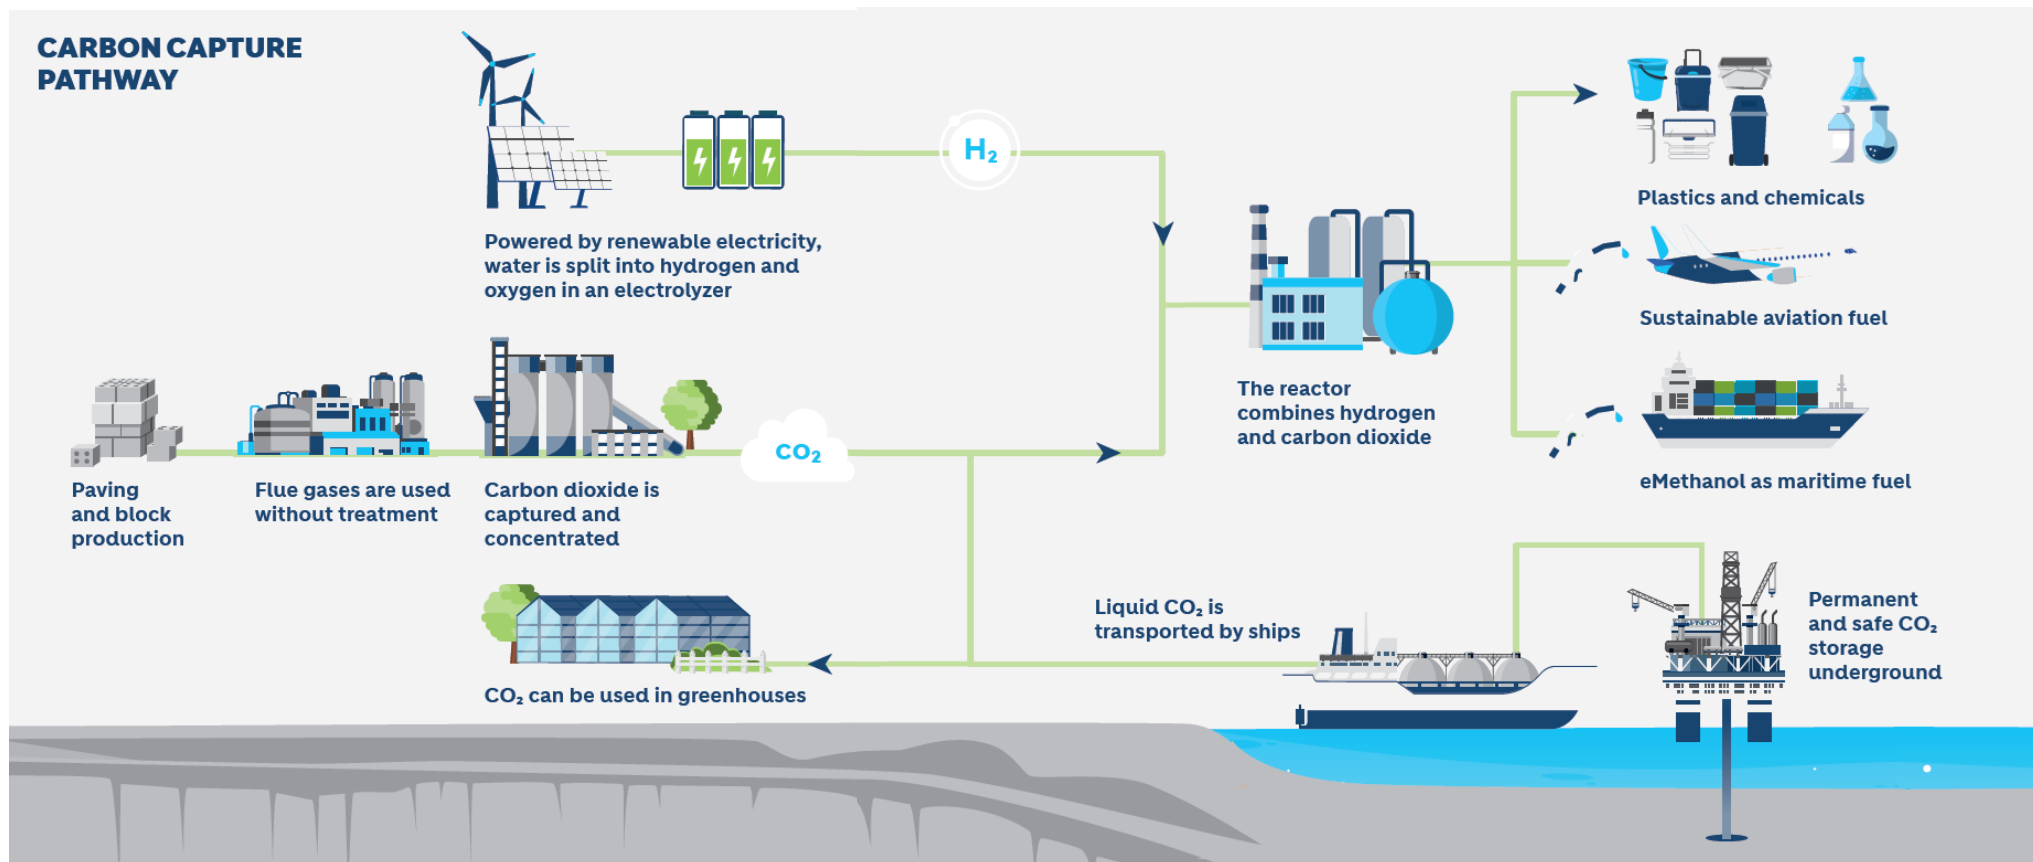 CARBON CAPTURE
PATHWAY
H₂
Powered by renewable electricity,
water is split into hydrogen and
oxygen in an electrolyzer
Plastics and chemicals
Sustainable aviation fuel
The reactor
combines hydrogen
and carbon dioxide
eMethanol as maritime fuel
CO₂
Paving
and block
production
Flue gases are used
without treatment
Carbon dioxide is
captured and
concentrated
CO₂ can be used in greenhouses
Liquid CO₂ is
transported by ships
Permanent
and safe CO₂
storage
underground